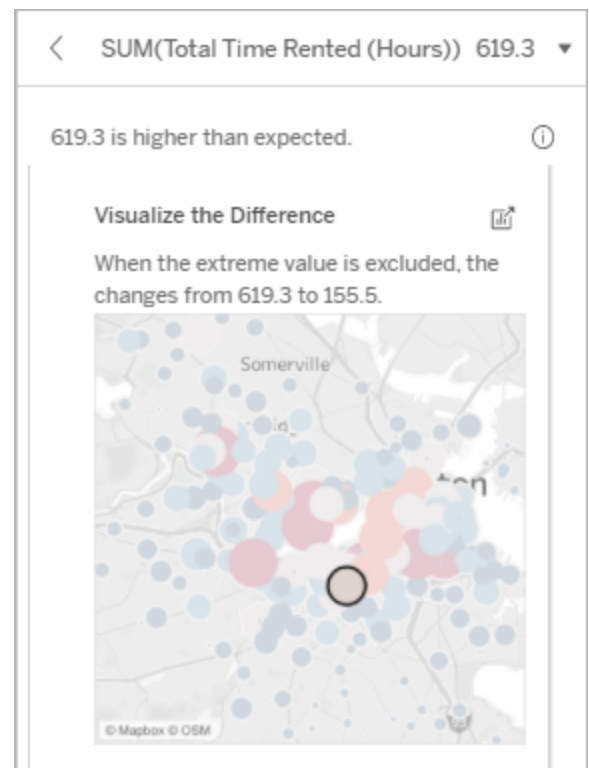 SUM(Total Time Rented (Hours)) 619.3
619.3 is higher than expected.
Visualize the Difference
When the extreme value is excluded, the
changes from 619.3 to 155.5.
Somerville
ton
© Mapbox © OSM